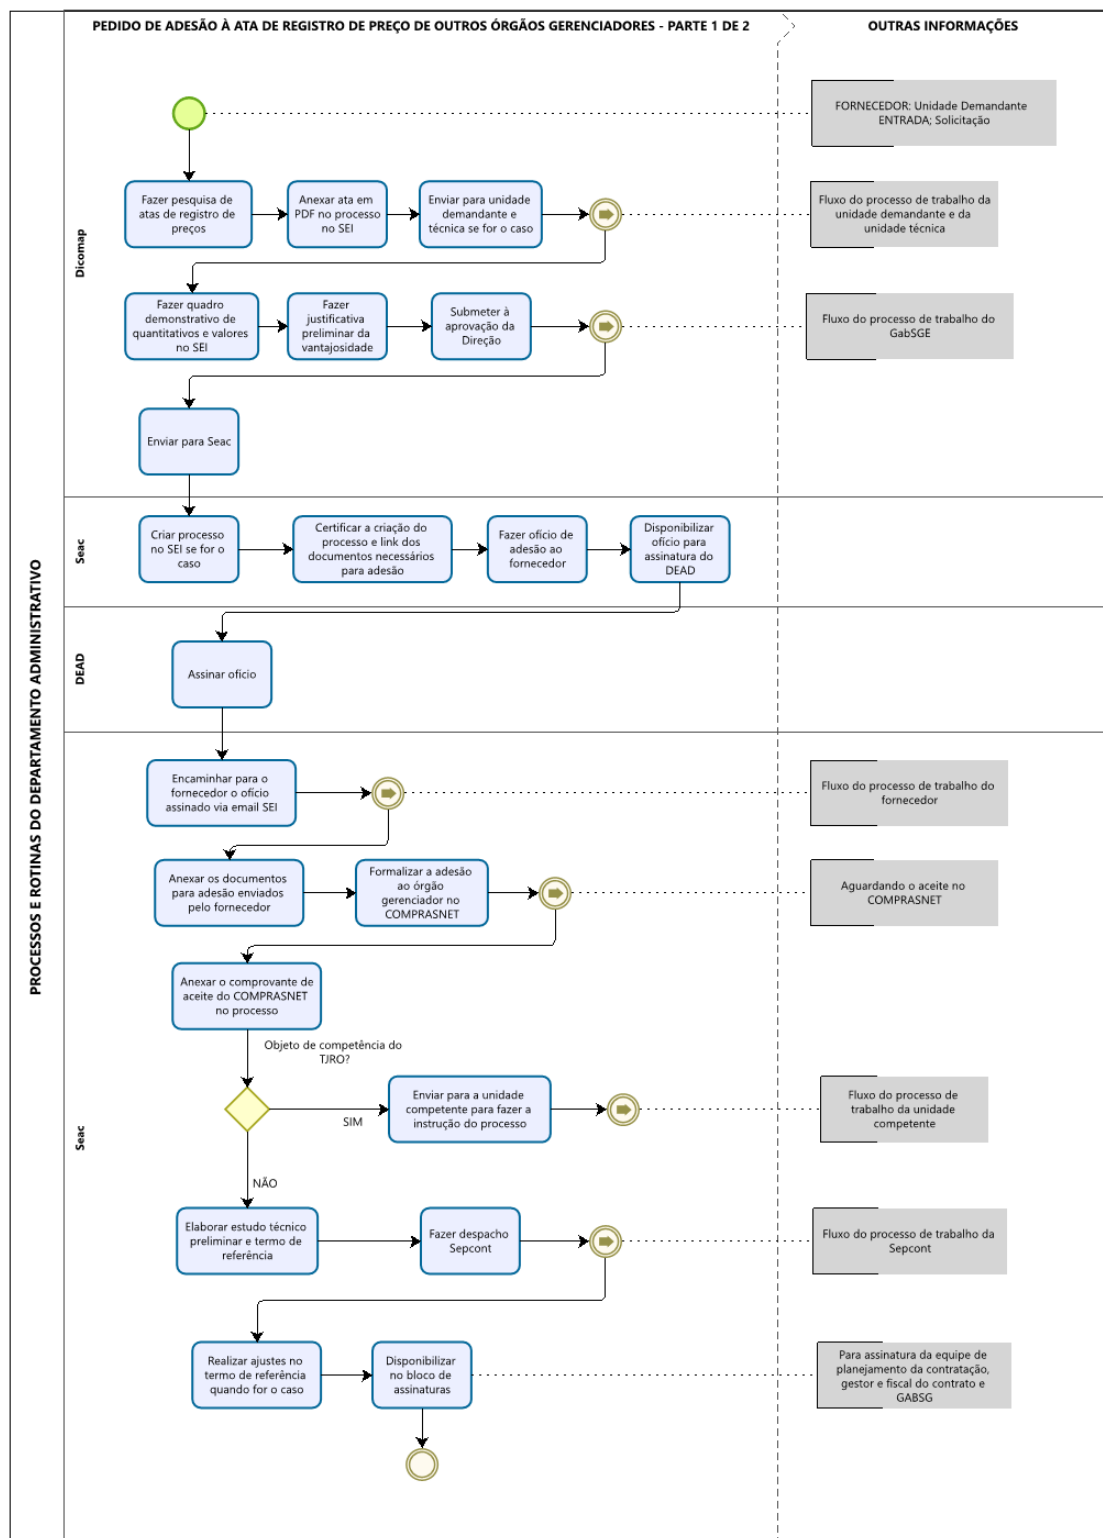 PEDIDO DE ADESÃO À ATA DE REGISTRO DE PREÇO DE OUTROS ÓRGÃOS GERENCIADORES - PARTE 1 DE 2
OUTRAS INFORMAÇÕES
PROCESSOS E ROTINAS DO DEPARTAMENTO ADMINISTRATIVO
Dicomap
FORNECEDOR: Unidade Demandante
ENTRADA; Solicitação
Fazer pesquisa de
atas de registro de
preços
Anexar ata em
PDF no processo
no SEI
Enviar para unidade
demandante e
técnica se for o caso
Fluxo do processo de trabalho da
unidade demandante e da
unidade técnica
Fazer quadro
demonstrativo de
quantitativos e valores
no SEI
Fazer
justificativa
preliminar da
vantajosidade
Submeter à
aprovação da
Direção
Fluxo do processo de trabalho do
GabSGE
Enviar para Seac
Seac
Criar processo
no SEI se for o
caso
Certificar a criação do
processo e link dos
documentos necessários
para adesão
Fazer ofício de
adesão ao
fornecedor
Disponibilizar
ofício para
assinatura do
DEAD
DEAD
Assinar ofício
Seac
Encaminhar para o
fornecedor o ofício
assinado via email SEI
Fluxo do processo de trabalho do
fornecedor
Anexar os documentos
para adesão enviados
pelo fornecedor
Formalizar a adesão
ao órgão
gerenciador no
COMPRASNET
Aguardando o aceite no
COMPRASNET
Anexar o comprovante de
aceite do COMPRASNET
no processo
Objeto de competência do
TJRO?
SIM
Enviar para a unidade
competente para fazer a
instrução do processo
Fluxo do processo de
trabalho da unidade
competente
NÃO
Elaborar estudo técnico
preliminar e termo de
referência
Fazer despacho
Sepcont
Fluxo do processo de trabalho da
Sepcont
Realizar ajustes no
termo de referência
quando for o caso
Disponibilizar
no bloco de
assinaturas
Para assinatura da equipe de
planejamento da contratação,
gestor e fiscal do contrato e
GABSG